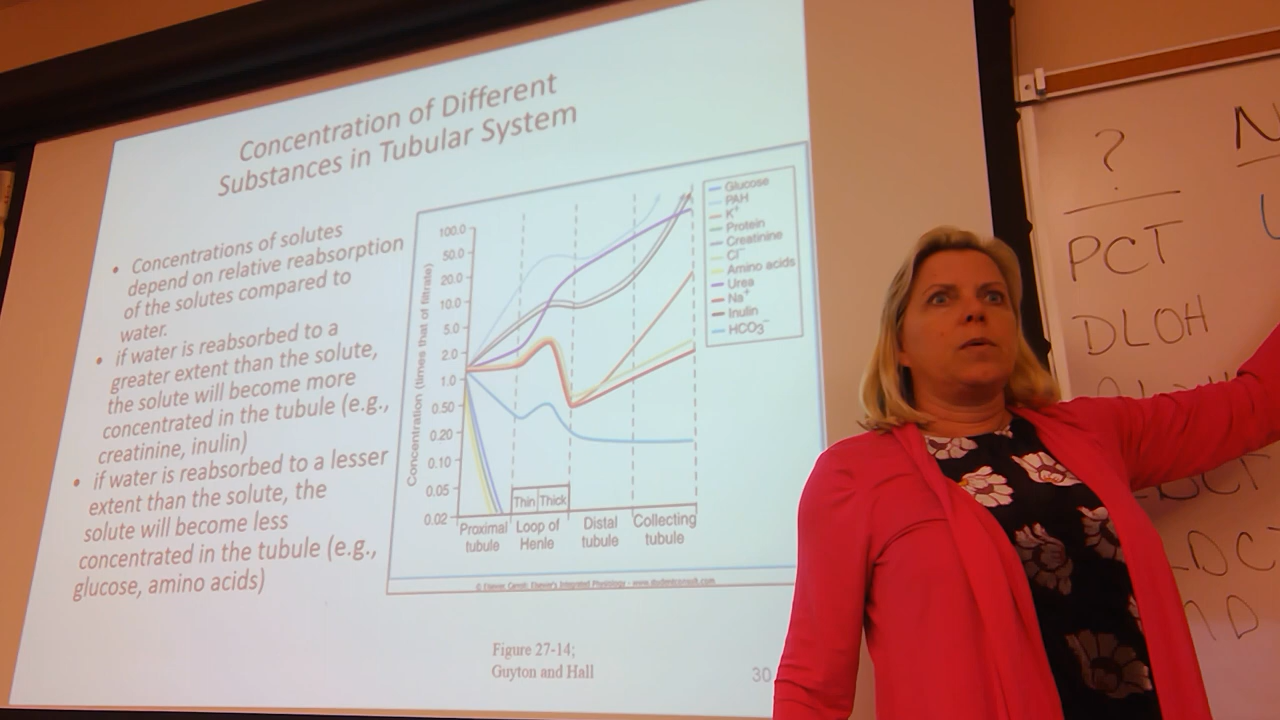 Concentration of Different
Substances in Tubular System
• Concentrations of solutes
depend on relative reabsorption
of the solutes compared to
water.
• if water is reabsorbed to a
greater extent than the solute,
the solute will become more
concentrated in the tubule (e.g.,
creatinine, inulin)
• if water is reabsorbed to a lesser
extent than the solute, the
solute will become less
concentrated in the tubule (e.g.,
glucose, amino acids)
Concentration (times that of filtrate)
100.0
50.0
20.0
10.0
5.0
2.0
1.0
0.50
0.20
0.10
0.05
0.02
Thin Thick
Proximal tubule
Loop of Henle
Distal tubule
Collecting tubule
Glucose
PAH
K+
Protein
Creatinine
Cl−
Amino acids
Urea
Na+
Inulin
HCO3−
Physiology - www.studentconsult.com
Figure 27-14;
Guyton and Hall
30
?
PCT
DLOH
N